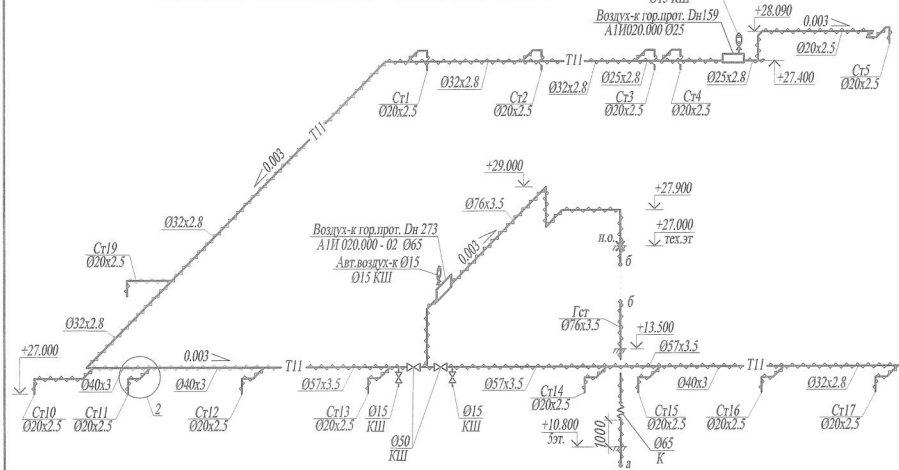 Ø15 КШ
Воздух-к гор.прот. Dн159
А1И020.000 Ø25
+28.090
0.003
Ø20x2.5
Ст5
Ø20x2.5
Т11
Ø32x2.8
Ø32x2.8
Ø25x2.8
Ø25x2.8
+27.400
Ст1
Ø20x2.5
Ст2
Ø20x2.5
Ст3
Ø20x2.5
Ст4
Ø20x2.5
Т11
0.003
+29.000
Ø76x3.5
+27.900
+27.000
тех.эт
н.о.
б
Ø32x2.8
Воздух-к гор.прот. Dн 273
А1И 020.000 - 02 Ø65
0.003
Авт.воздух-к Ø15
Ø15 КШ
Ст19
Ø20x2.5
б
Гст
Ø76x3.5
+13.500
Ø32x2.8
+27.000
0.003
Т11
Ø57x3.5
Т11
Ø40x3
Ø40x3
Ø57x3.5
Ø57x3.5
Ø40x3
Ø32x2.8
Ст10
Ø20x2.5
Ст11
Ø20x2.5
2
Ст12
Ø20x2.5
Ст13
Ø20x2.5
Ø15
КШ
Ø50
КШ
Ø15
КШ
Ст14
Ø20x2.5
+10.800
5эт.
1000
Ø65
К
а
Ст15
Ø20x2.5
Ст16
Ø20x2.5
Ст17
Ø20x2.5